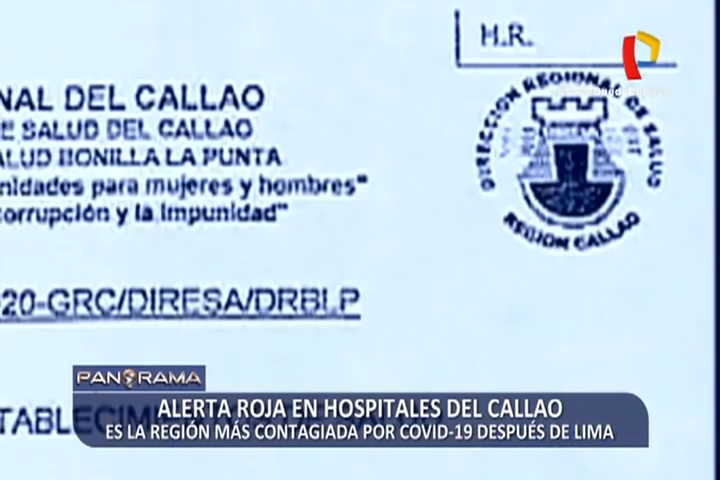 H.R.
NAL DEL CALLAO
E SALUD DEL CALLAO
ALUD BONILLA LA PUNTA
nidades para mujeres y hombres"
orrupción y la Impunidad"
DIRECCION REGIONAL DE SALUD
REGION CALLAO
20-GRC/DIRESA/DRBLP
PANORAMA
TABLECIM
ALERTA ROJA EN HOSPITALES DEL CALLAO
ES LA REGIÓN MÁS CONTAGIADA POR COVID-19 DESPUÉS DE LIMA